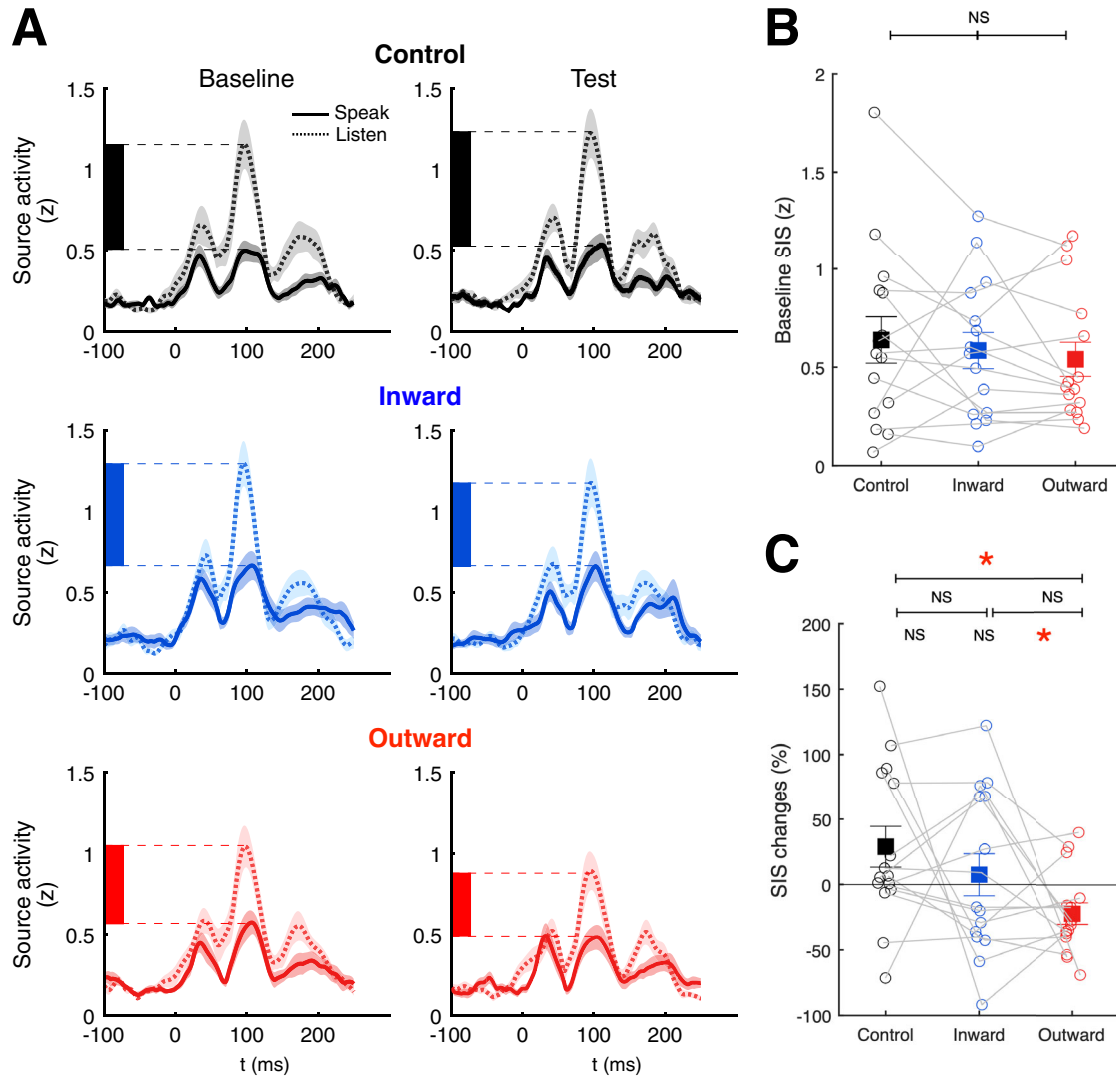 A
Control
Baseline
Test
Speak
Listen
Source activity
(z)
1.5
1
0.5
0
-100 0 100 200
1.5
1
0.5
0
-100 0 100 200
Inward
Source activity
(z)
1.5
1
0.5
0
-100 0 100 200
1.5
1
0.5
0
-100 0 100 200
Outward
Source activity
(z)
1.5
1
0.5
0
-100 0 100 200
t (ms)
1.5
1
0.5
0
-100 0 100 200
t (ms)
B
NS
Baseline SIS (z)
2
1.5
1
0.5
0
Control Inward Outward
C
*
NS NS
NS NS *
SIS changes (%)
200
150
100
50
0
-50
-100
Control Inward Outward